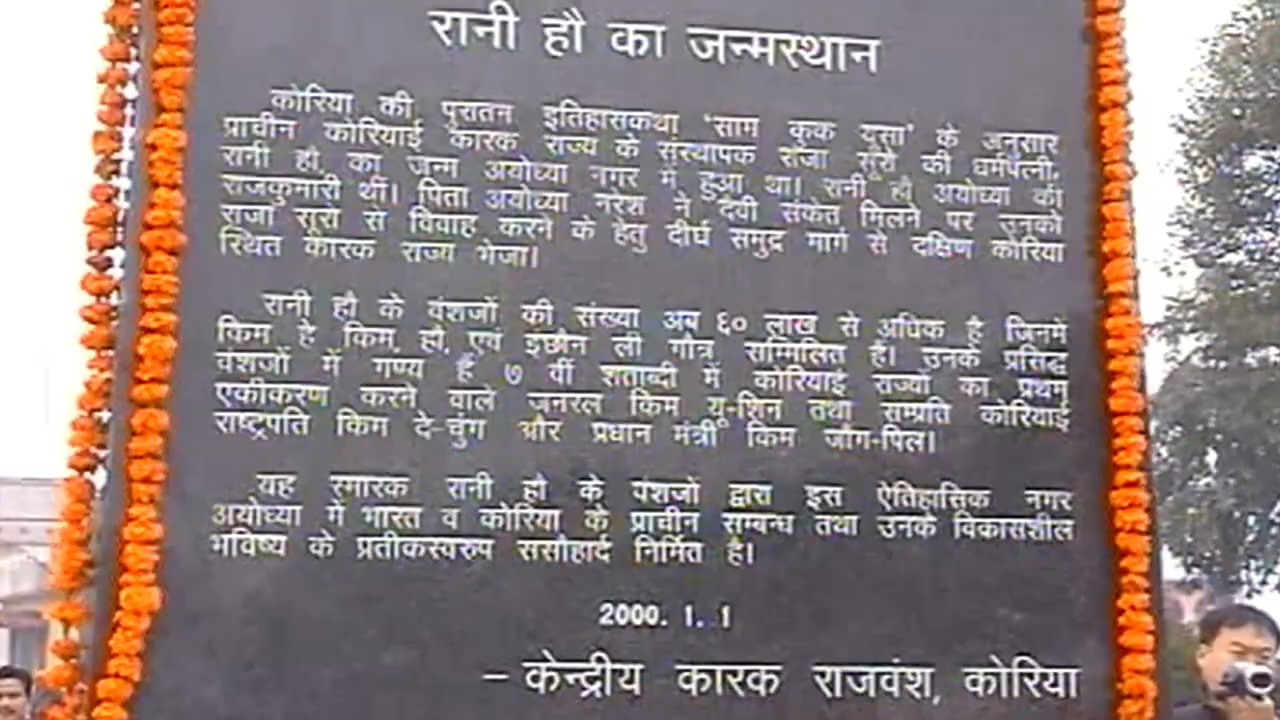 रानी हौ का जन्मस्थान
कोरिया की पुरातन इतिहासकथा 'साम कुक यूसा' के अनुसार
प्राचीन कोरियाई कारक राज्य के संस्थापक राजा सूरो की धर्मपत्नी,
रानी हौ, का जन्म अयोध्या नगर में हुआ था। रानी हौ अयोध्या की
राजकुमारी थीं। पिता अयोध्या नरेश ने दैवी संकेत मिलने पर उनको
राजा सूरो से विवाह करने के हेतु दीर्घ समुद्र मार्ग से दक्षिण कोरिया
स्थित कारक राज्य भेजा।
रानी हौ के वंशजों की संख्या अब ६० लाख से अधिक है जिनमें
किम हे किम, हौ, एवं इछौन ली गौत्र सम्मिलित हैं। उनके प्रसिद्ध
वंशजों में गण्य हैं ७ वीं शताब्दी में कोरियाई राज्यों का प्रथम
एकीकरण करने वाले जनरल किम यू-शिन तथा सम्प्रति कोरियाई
राष्ट्रपति किम दे-चुंग और प्रधान मंत्री किम जौंग-पिल।
यह स्मारक रानी हौ के वंशजों द्वारा इस ऐतिहासिक नगर
अयोध्या में भारत व कोरिया के प्राचीन सम्बन्ध तथा उनके विकासशील
भविष्य के प्रतीकस्वरुप ससौहार्द निर्मित है।
2000. 1. 1
– केन्द्रीय कारक राजवंश, कोरिया